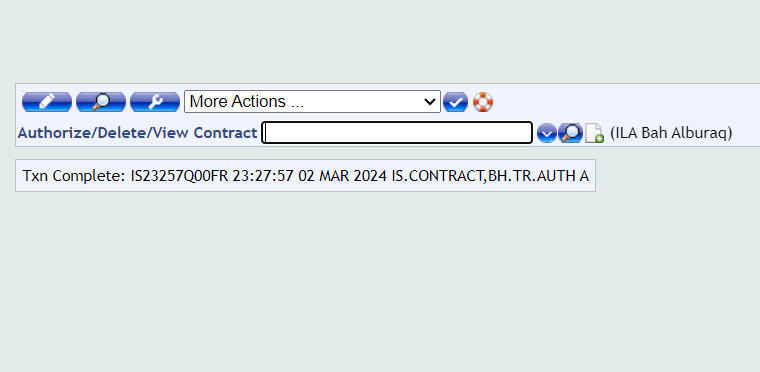 More Actions ...
Authorize/Delete/View Contract (ILA Bah Alburaq)
Txn Complete: IS23257Q00FR 23:27:57 02 MAR 2024 IS.CONTRACT,BH.TR.AUTH A